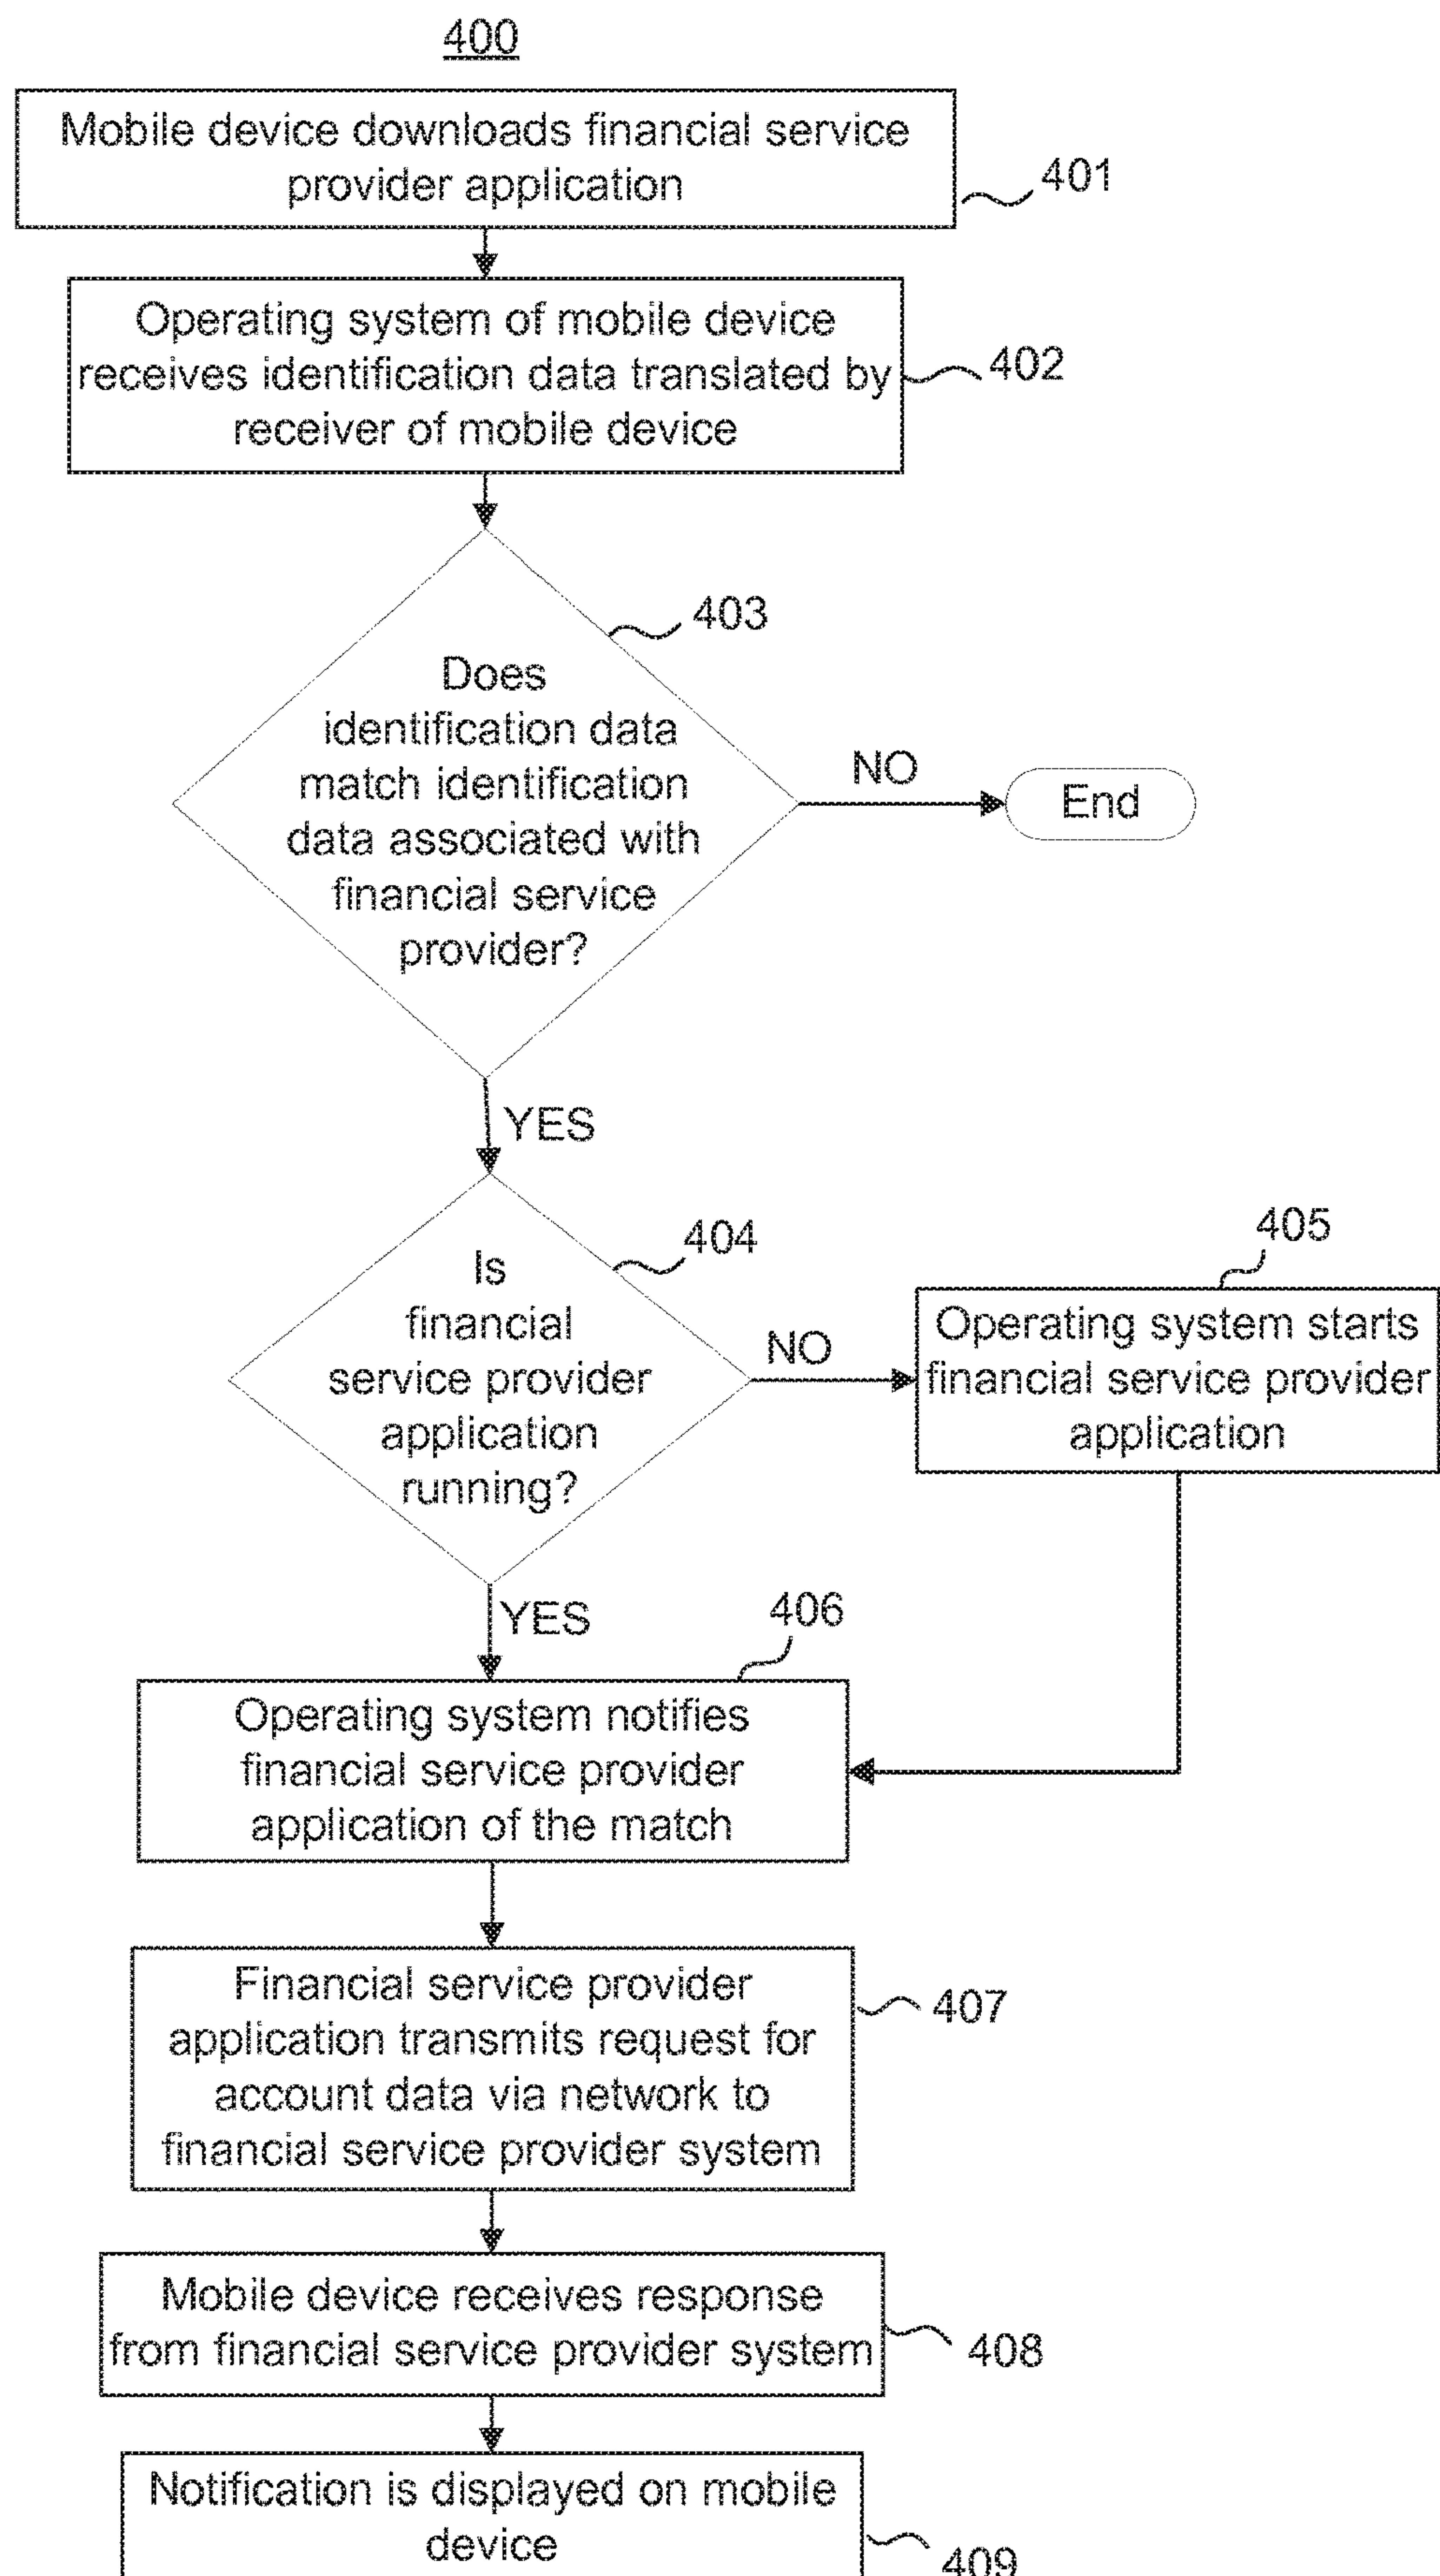 400
Mobile device downloads financial service
provider application
401
Operating system of mobile device
receives identification data translated by
receiver of mobile device
402
403
Does
identification data
match identification
data associated with
financial service
provider?
NO
End
YES
404
Is
financial
service provider
application
running?
NO
405
Operating system starts
financial service provider
application
YES
406
Operating system notifies
financial service provider
application of the match
Financial service provider
application transmits request for
account data via network to
financial service provider system
407
Mobile device receives response
from financial service provider system
408
Notification is displayed on mobile
device
409